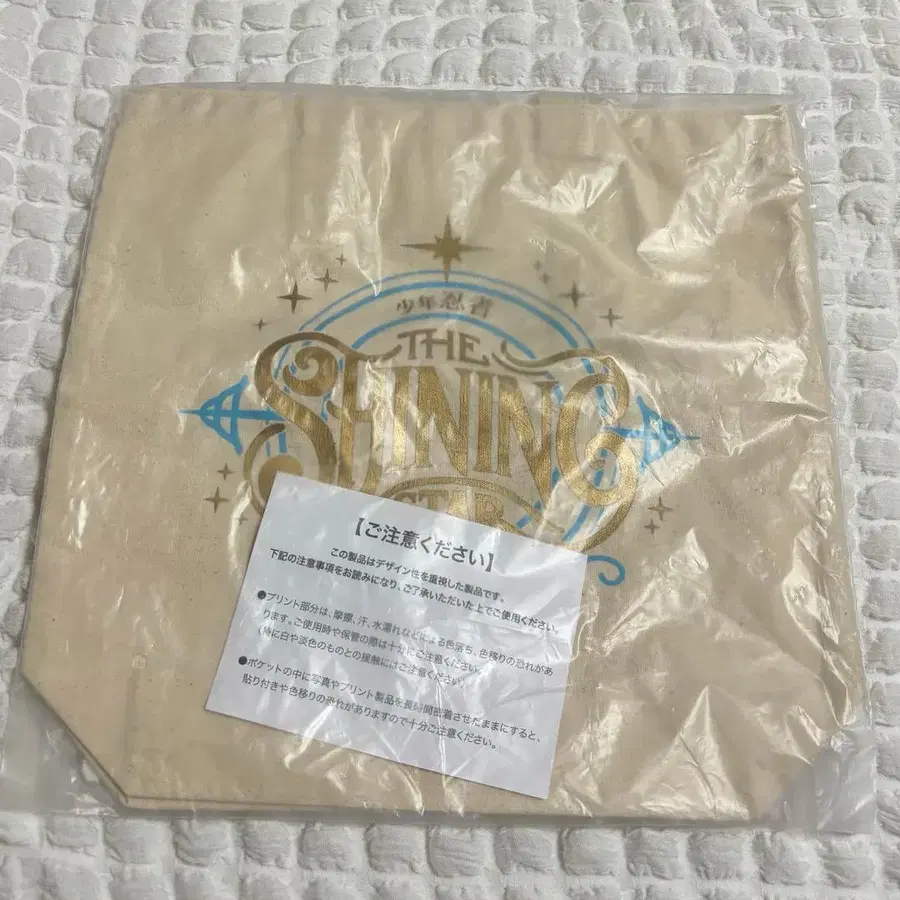 少年忍者
THE
SHINING
STAR
【ご注意ください】
この製品はデザイン性を重視した製品です。
下記の注意事項をお読みになり、ご了承いただいた上でご使用ください。
●プリント部分は、摩擦、汗、水濡れなどによる色落ち、色移りの恐れがあ
ります。ご使用時や保管の際は十分にご注意ください。
(特に白や淡色のものとの接触にはご注意ください)
●ポケットの中に写真やプリント製品を長時間密着させたままにすると、
貼り付きや色移りの恐れがありますので十分ご注意ください。